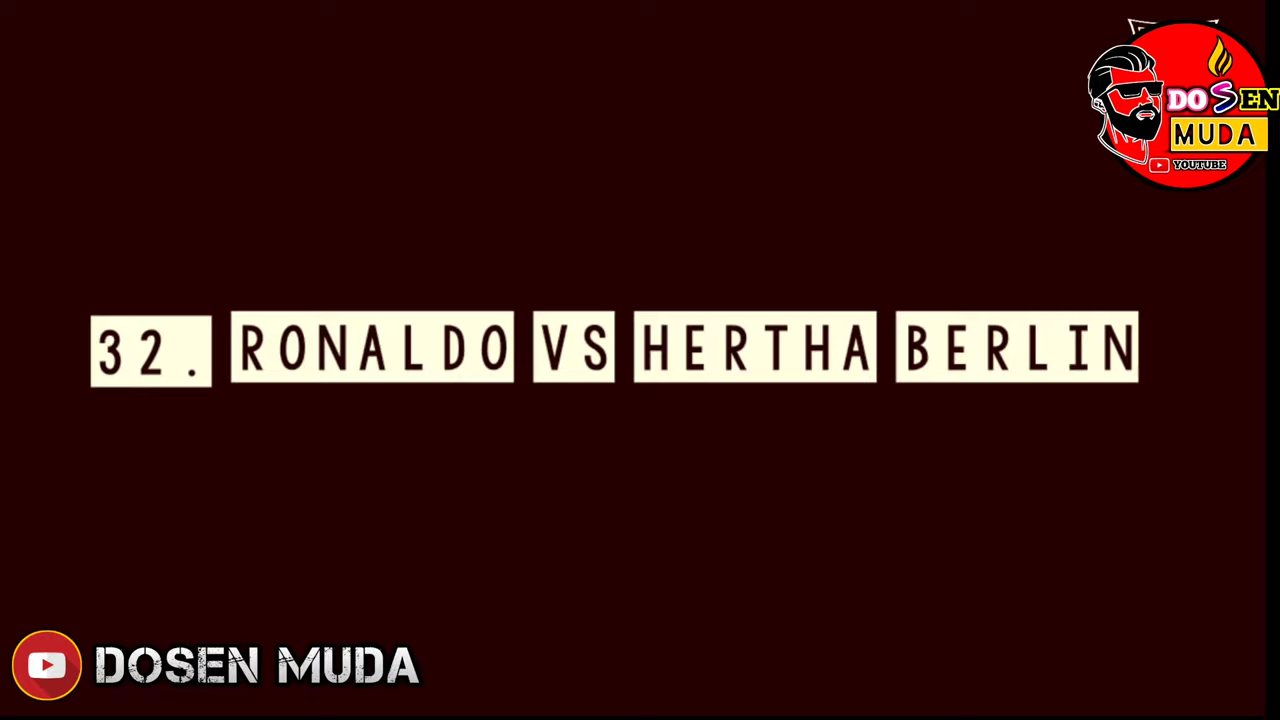 DOSEN
MUDA
YOUTUBE
32. RONALDO VS HERTHA BERLIN
DOSEN MUDA